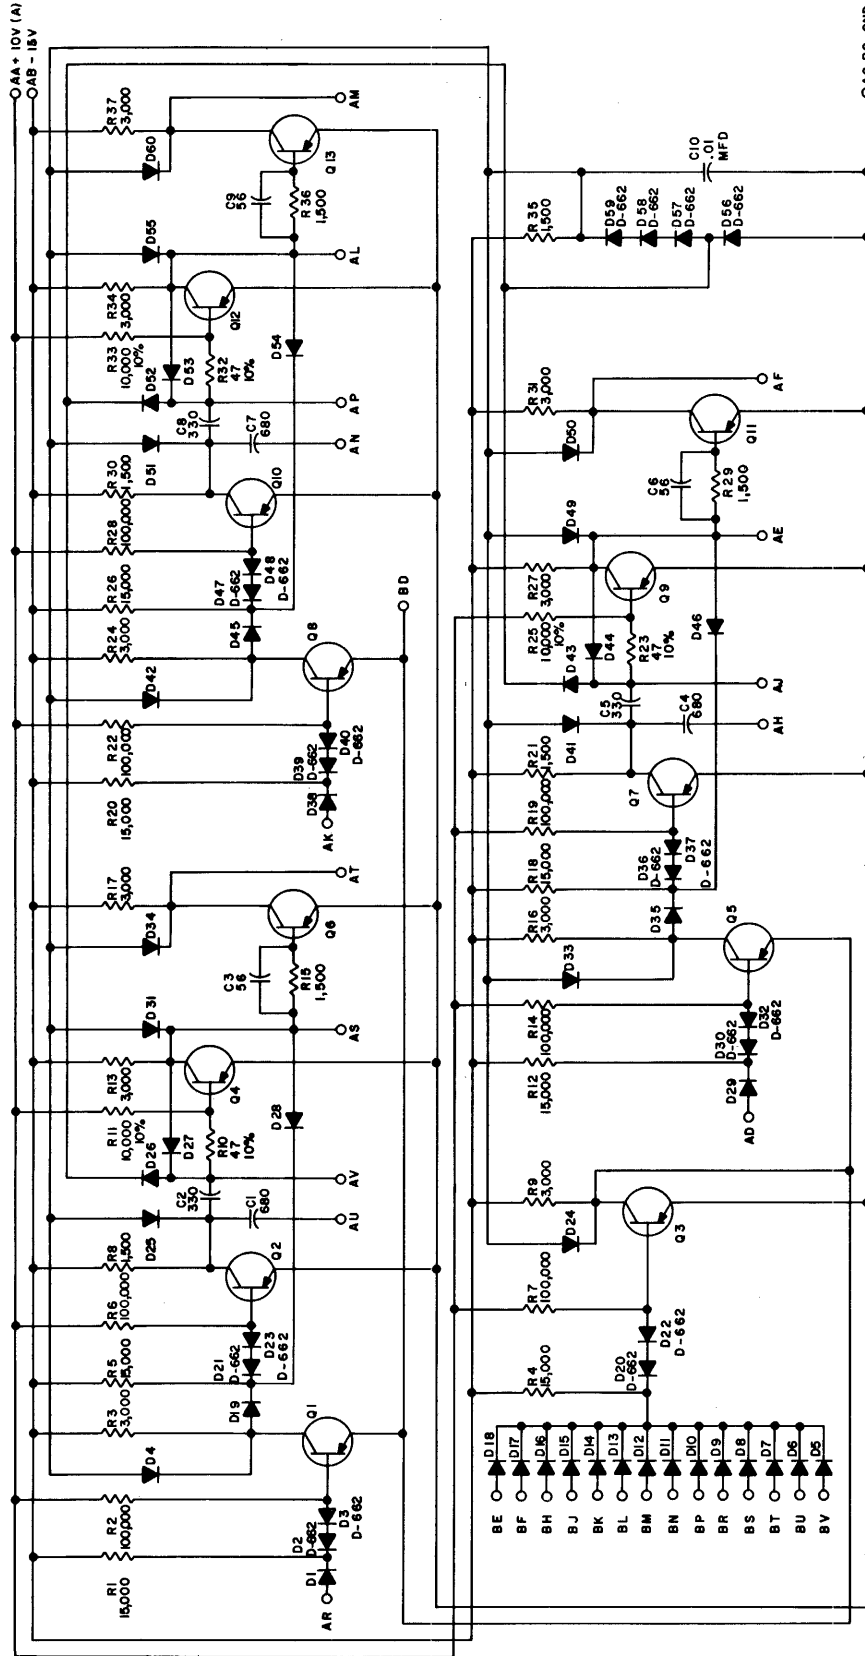 AA + 10V (A)
AB - 15V
R1
15,000
R2
100,000
D4
R3
3,000
R5
15,000
R6
100,000
R8
1,500
D25
D26
R11
10,000
10%
R13
3,000
D31
D34
R17
3,000
R20
15,000
R22
100,000
D42
R24
3,000
R26
15,000
R28
100,000
R30
1,500
D51
D52
R33
10,000
10%
R34
3,000
D55
D60
R37
3,000
AR
D1
D2
D-662
D3
D-662
Q1
D19
D21
D-662
D23
D-662
Q2
C2
330
C1
680
D27
R10
47
10%
Q4
D28
C3
56
R15
1,500
Q6
AU
AV
AS
AT
AK
D38
D39
D-662
D40
D-662
Q8
D45
D47
D-662
D48
D-662
Q10
C8
330
C7
680
D53
R32
47
10%
Q12
D54
C9
56
R36
1,500
Q13
AN
AP
AL
AM
BD
BE
D18
BF
D17
BH
D16
BJ
D15
BK
D14
BL
D13
BM
D12
BN
D11
BP
D10
BR
D9
BS
D8
BT
D7
BU
D6
BV
D5
R4
15,000
R7
100,000
D24
R9
3,000
D20
D-662
D22
D-662
Q3
AD
D29
R12
15,000
R14
100,000
D30
D-662
D32
D-662
Q5
D33
R16
3,000
R18
15,000
R19
100,000
R21
1,500
D35
D36
D-662
D37
D-662
Q7
D41
D43
C5
330
C4
680
R25
10,000
10%
R27
3,000
D44
R23
47
10%
Q9
D46
D49
D50
R31
3,000
C6
56
R29
1,500
Q11
AH
AJ
AE
AF
R35
1,500
D59
D-662
D58
D-662
D57
D-662
D56
D-662
C10
.01
MFD